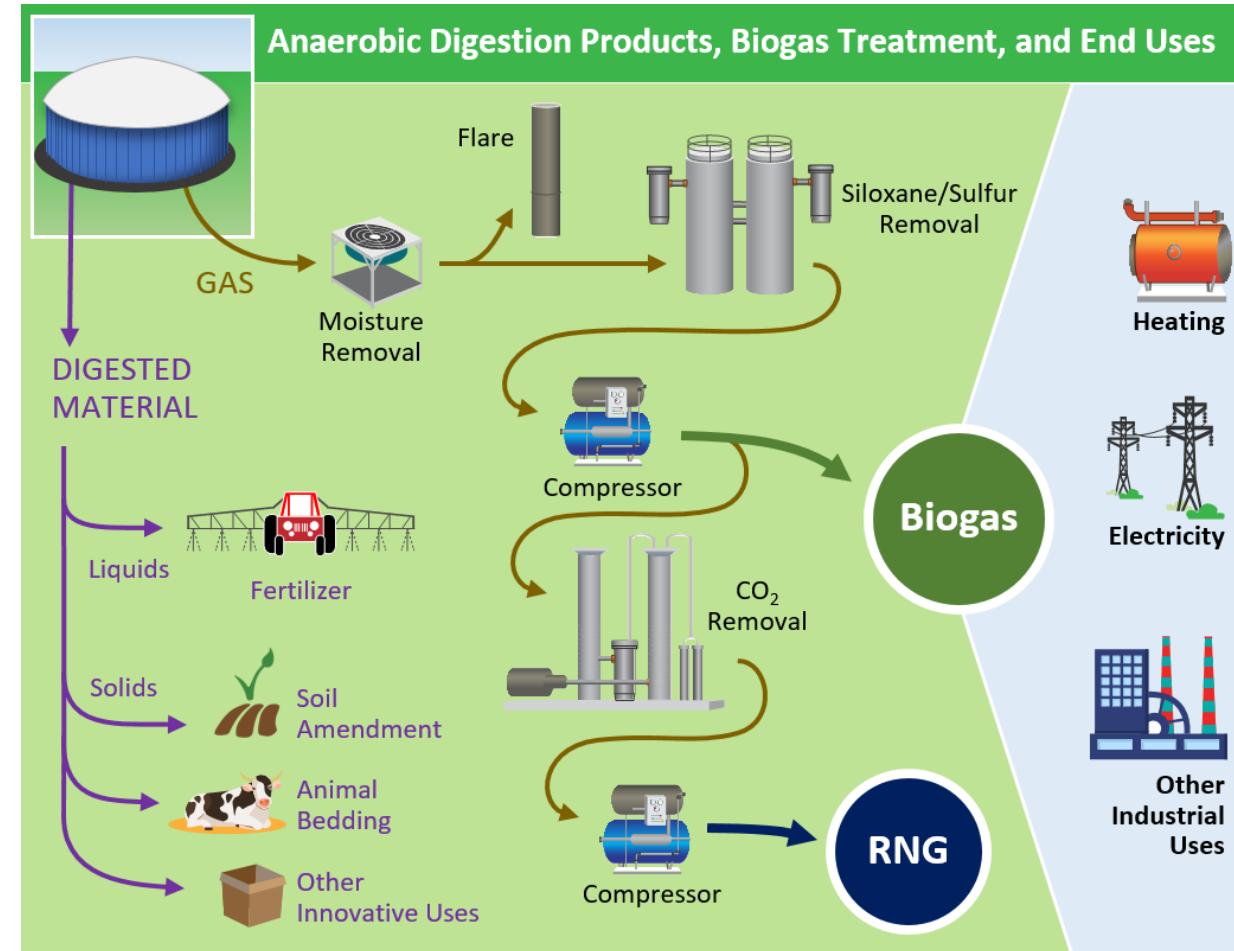 Anaerobic Digestion Products, Biogas Treatment, and End Uses
Flare
Siloxane/Sulfur
Removal
GAS
Moisture
Removal
DIGESTED
MATERIAL
Compressor
Liquids
Fertilizer
CO₂
Removal
Solids
Soil
Amendment
Animal
Bedding
Other
Innovative Uses
Compressor
Biogas
RNG
Heating
Electricity
Other
Industrial
Uses